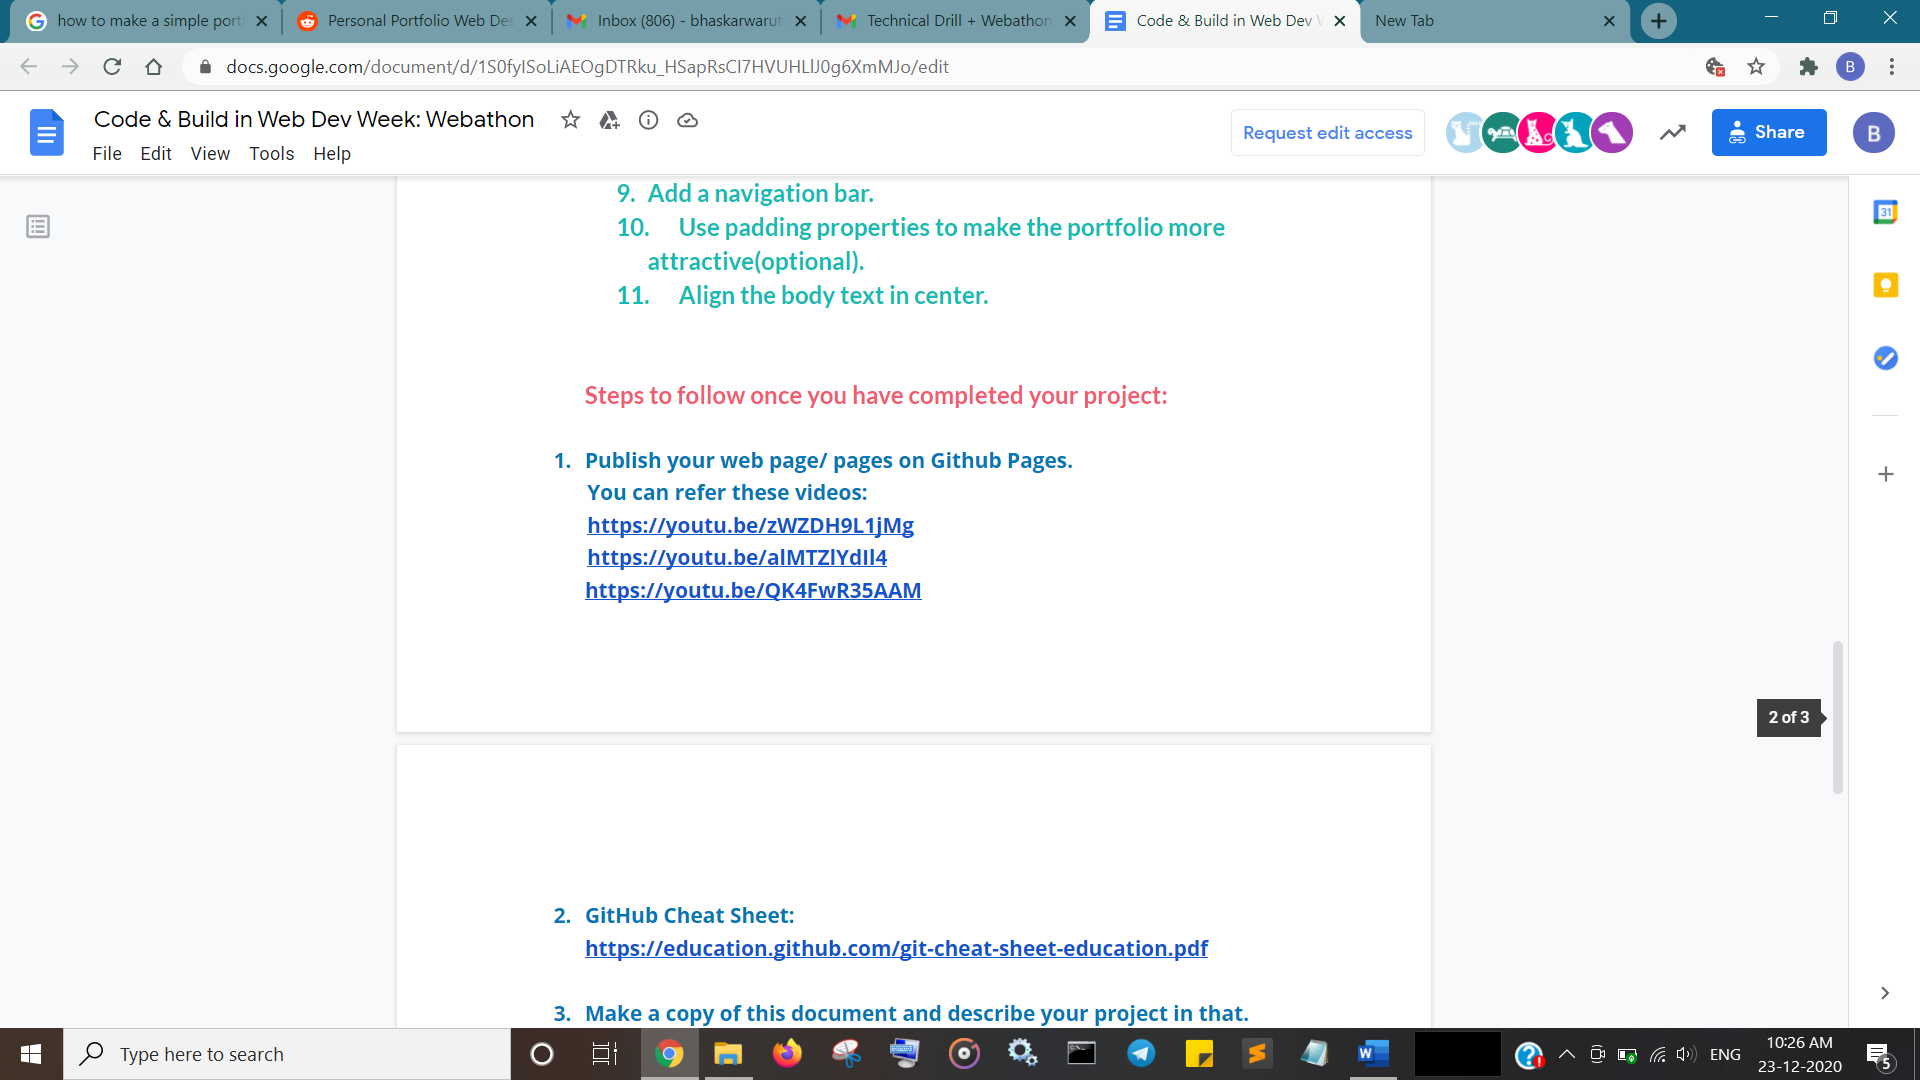 how to make a simple port
Personal Portfolio Web Des
Inbox (806) - bhaskarwarut
Technical Drill + Webathon
Code & Build in Web Dev W
New Tab
docs.google.com/document/d/1S0fyISoLiAEOgDTRku_HSapRsCI7HVUHLlJ0g6XmMJo/edit
B
Code & Build in Web Dev Week: Webathon
Request edit access
Share
B
File Edit View Tools Help
31
9. Add a navigation bar.
10. Use padding properties to make the portfolio more
attractive(optional).
11. Align the body text in center.
Steps to follow once you have completed your project:
1. Publish your web page/ pages on Github Pages.
You can refer these videos:
https://youtu.be/zWZDH9L1jMg
https://youtu.be/alMTZlYdIl4
https://youtu.be/QK4FwR35AAM
2 of 3
2. GitHub Cheat Sheet:
https://education.github.com/git-cheat-sheet-education.pdf
3. Make a copy of this document and describe your project in that.
Type here to search
ENG
10:26 AM
23-12-2020
5